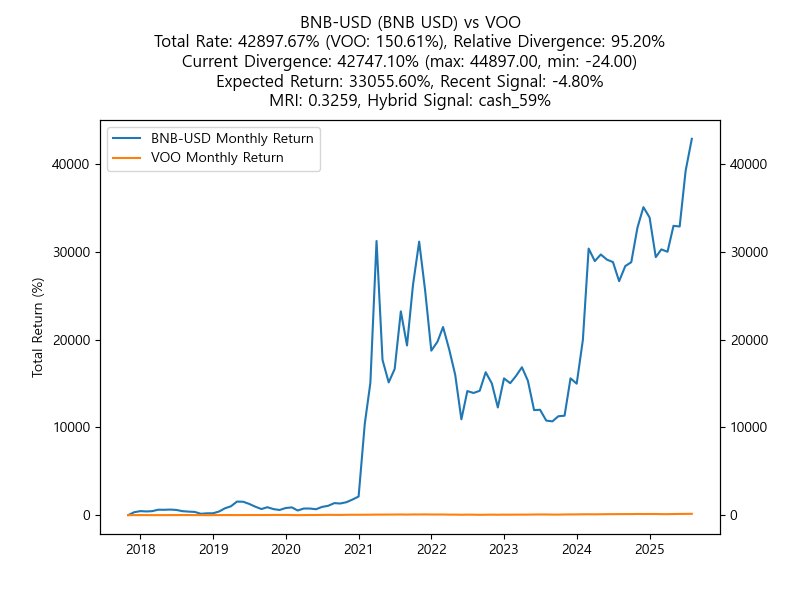 BNB-USD (BNB USD) vs VOO
Total Rate: 42897.67% (VOO: 150.61%), Relative Divergence: 95.20%
Current Divergence: 42747.10% (max: 44897.00, min: -24.00)
Expected Return: 33055.60%, Recent Signal: -4.80%
MRI: 0.3259, Hybrid Signal: cash_59%
BNB-USD Monthly Return
VOO Monthly Return
Total Return (%)
40000
30000
20000
10000
0
40000
30000
20000
10000
0
2018 2019 2020 2021 2022 2023 2024 2025